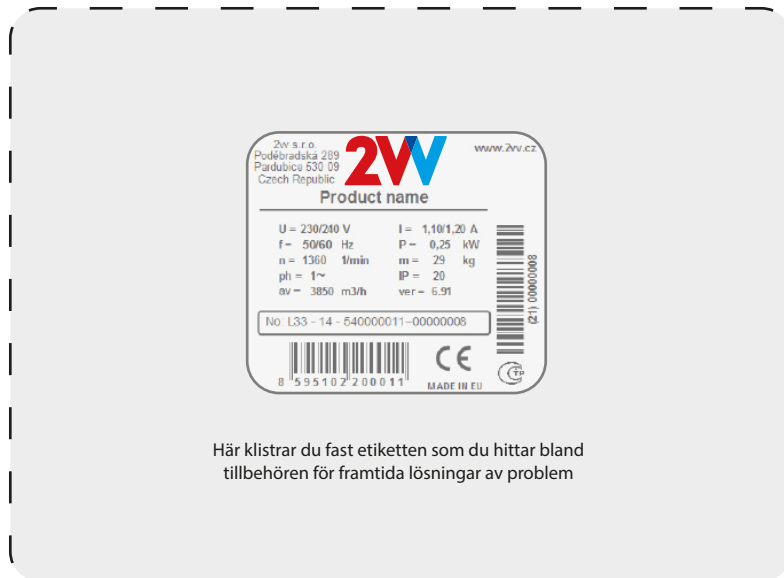 2vv s.r.o.
Poděbradská 289
Pardubice 530 09
Czech Republic
2VV
www.2vv.cz
Product name
U = 230/240 V
I = 1,10/1,20 A
f = 50/60 Hz
P = 0,25 kW
n = 1360 1/min
m = 29 kg
ph = 1~
IP = 20
av = 3850 m3/h
ver = 6.91
No: L33 - 14 - 540000011-00000008
(21) 00000008
8 595102 200011
CE
MADE IN EU
СТР
Här klistrar du fast etiketten som du hittar bland
tillbehören för framtida lösningar av problem